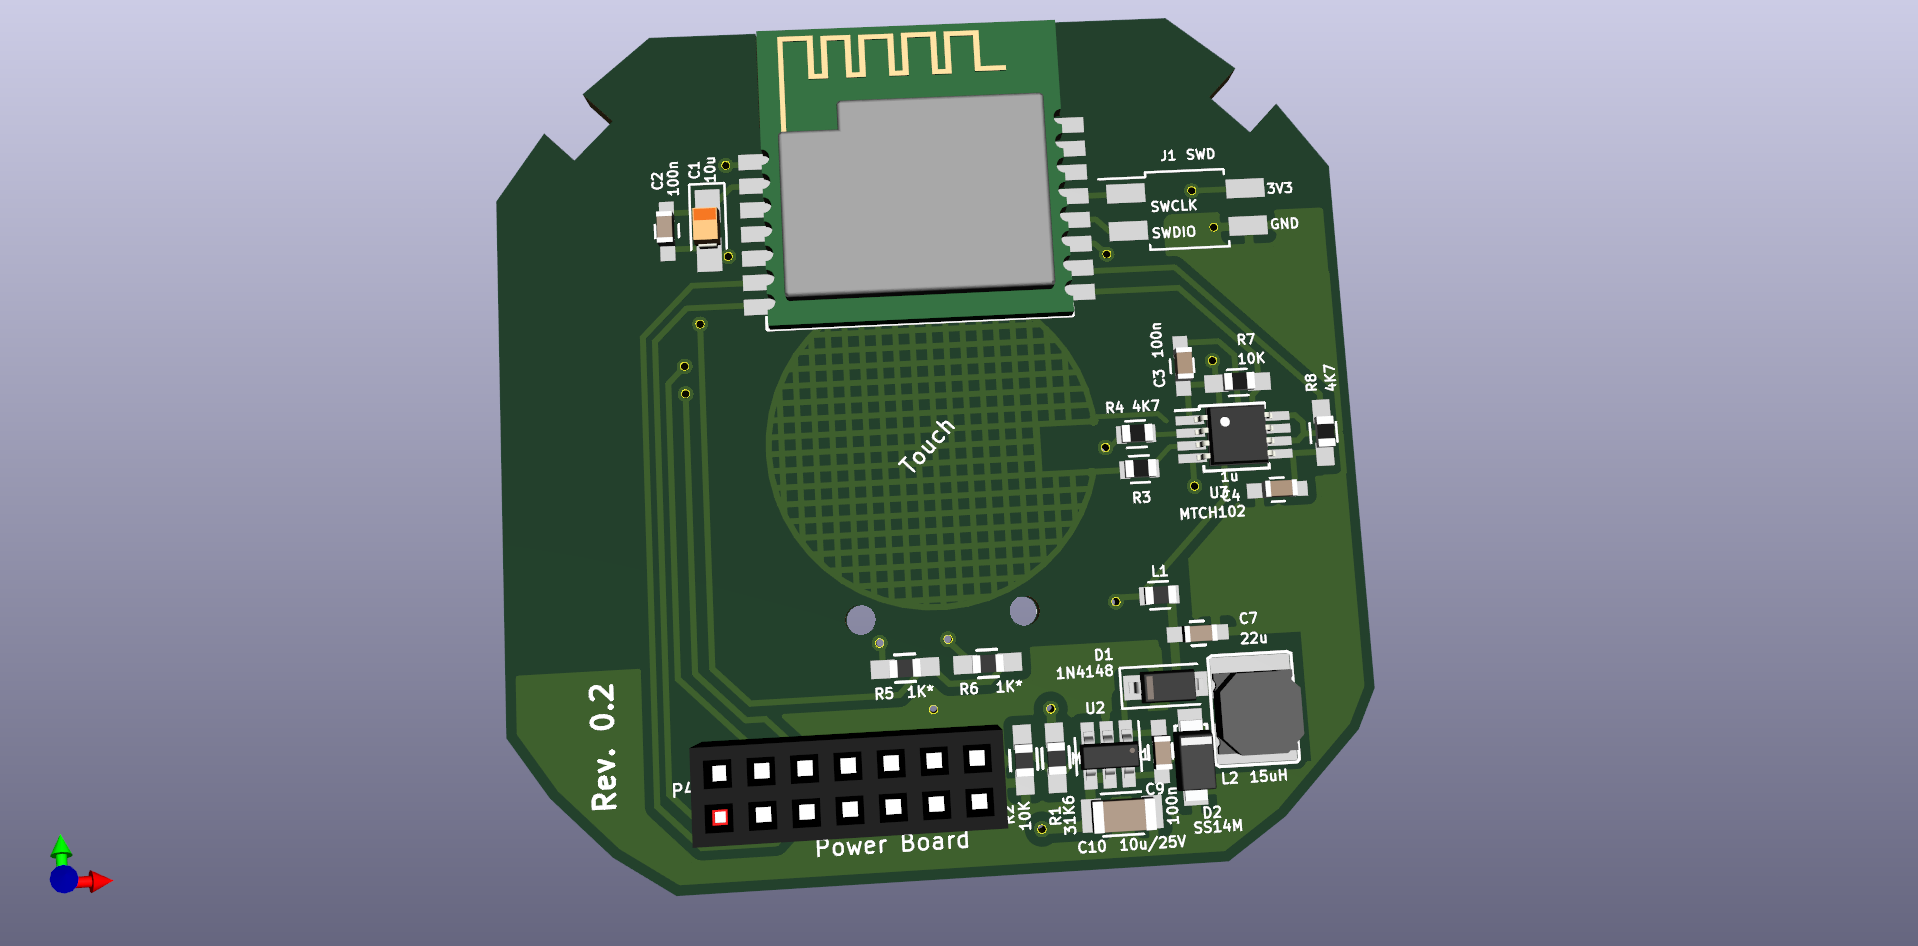 J1 SWD
C2
100n
C1
10u
3V3
SWCLK
GND
SWDIO
C3 100n
R7
10K
R8
4K7
R4 4K7
Touch
1u
C4
R3
MTCH102
L1
C7
22u
D1
1N4148
R5 1K*
R6 1K*
Rev. 0.2
U2
L2 15uH
P4
C9
100n
10K
R1
31K6
D2
SS14M
Power Board
C10 10u/25V